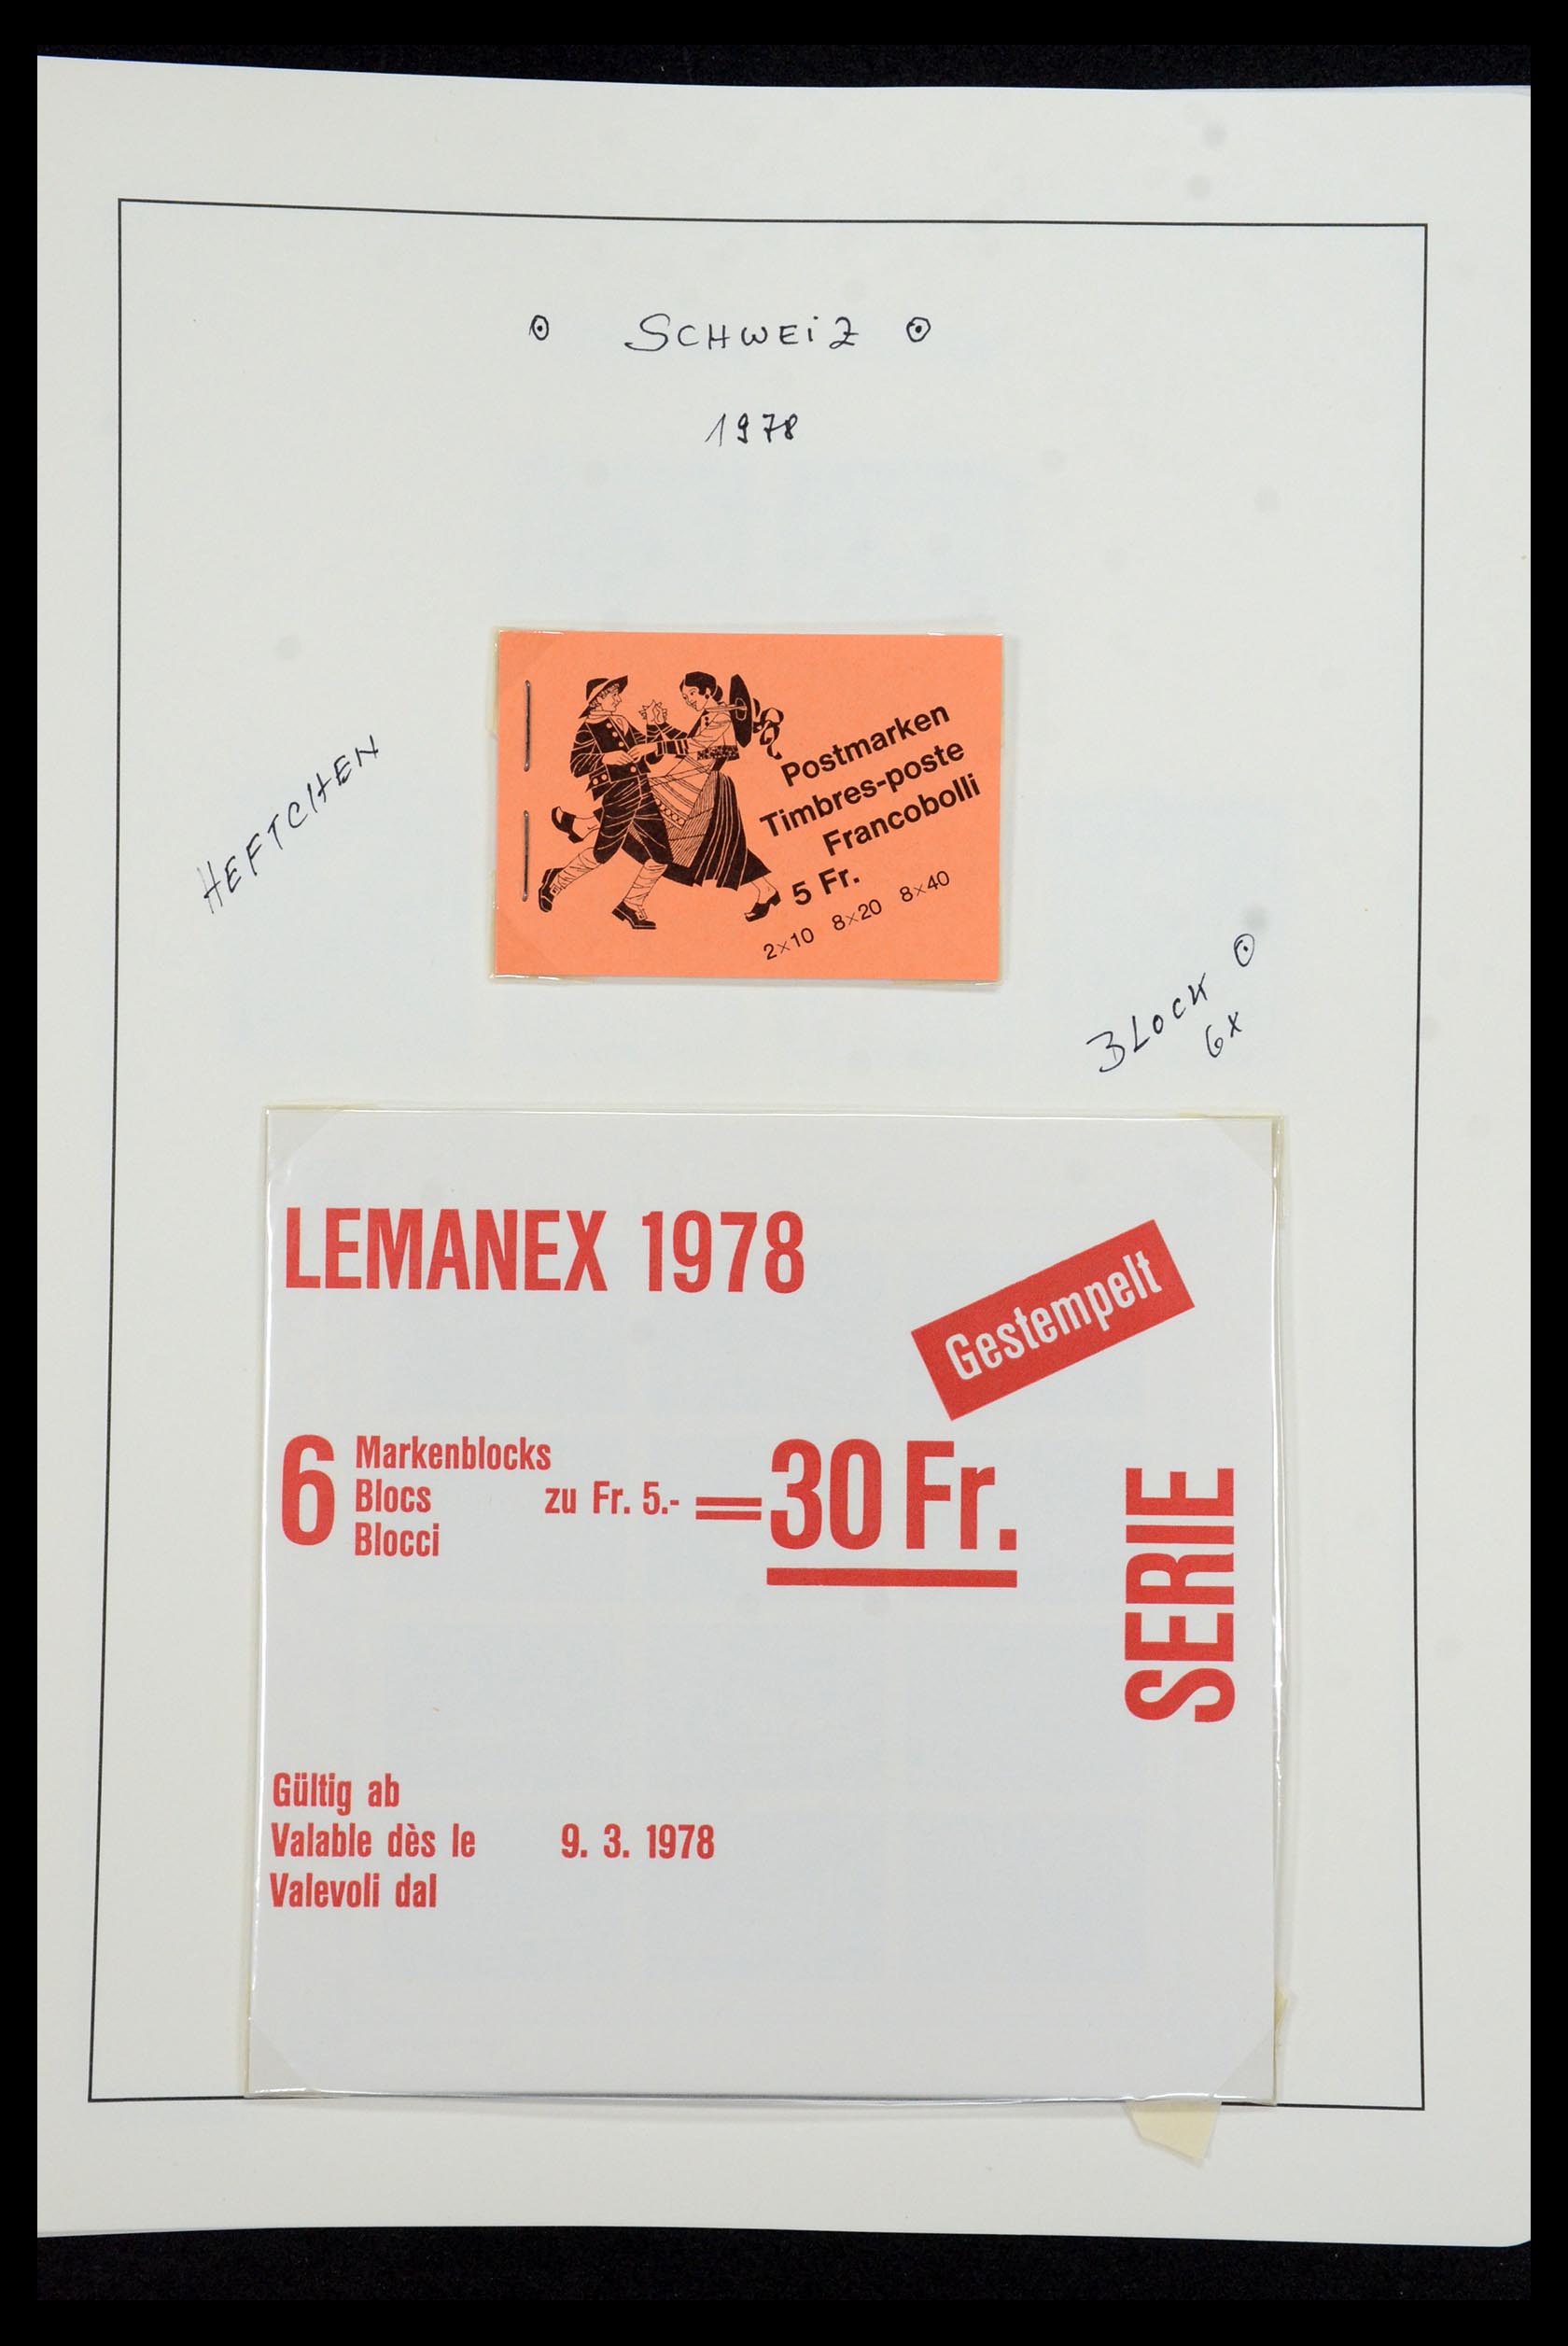 SCHWEiZ
1978
HEFTCHEN
Postmarken
Timbres-poste
Francobolli
5 Fr.
2×10 8×20 8×40
BLOCK
6x
LEMANEX 1978
Gestempelt
6 Markenblocks
Blocs
Blocci
zu Fr. 5.- = 30 Fr.
SERIE
Gültig ab
Valable dès le 9. 3. 1978
Valevoli dal